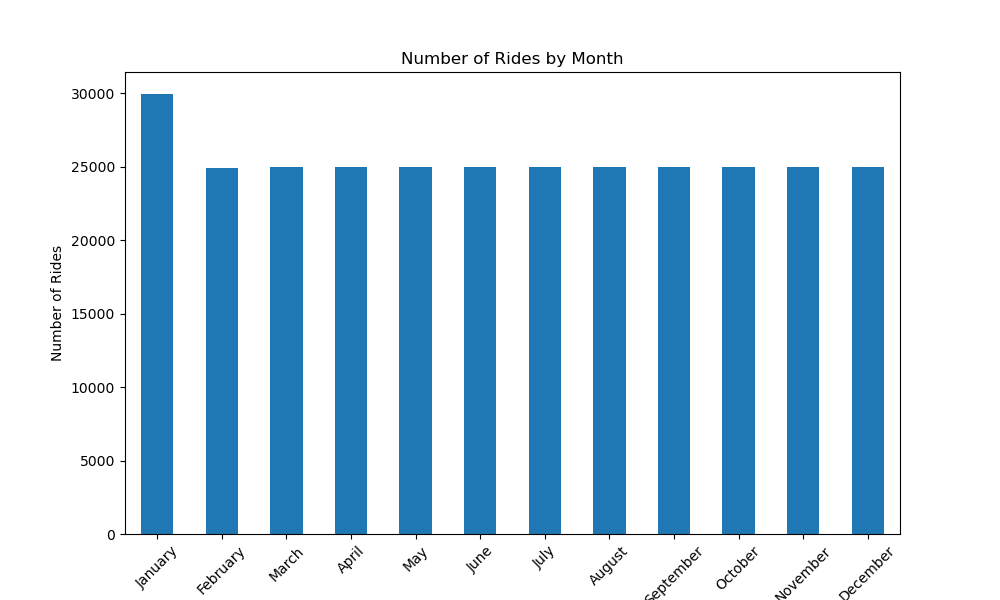 Number of Rides by Month
Number of Rides
30000
25000
20000
15000
10000
5000
0
January
February
March
April
May
June
July
August
September
October
November
December